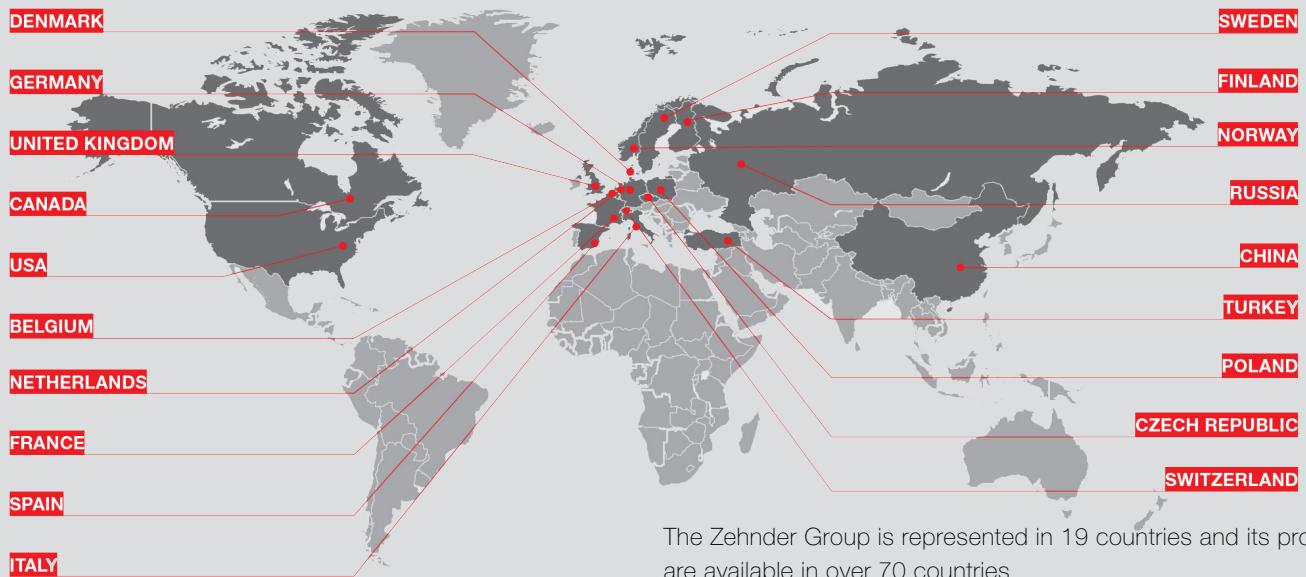 DENMARK
GERMANY
UNITED KINGDOM
CANADA
USA
BELGIUM
NETHERLANDS
FRANCE
SPAIN
ITALY
SWEDEN
FINLAND
NORWAY
RUSSIA
CHINA
TURKEY
POLAND
CZECH REPUBLIC
SWITZERLAND
The Zehnder Group is represented in 19 countries and its pro
are available in over 70 countries